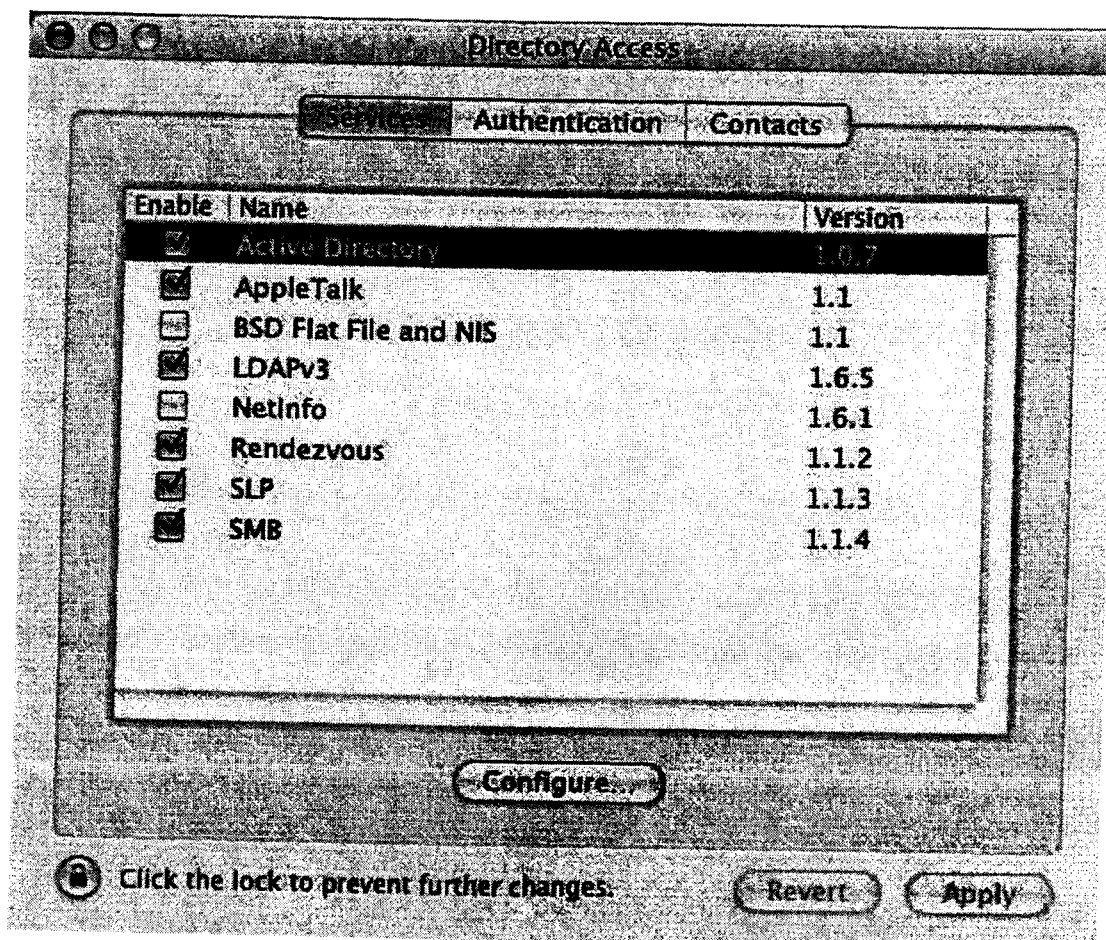 Directory Access
Services Authentication Contacts
Enable Name Version
Active Directory 1.0.7
AppleTalk 1.1
BSD Flat File and NIS 1.1
LDAPv3 1.6.5
NetInfo 1.6.1
Rendezvous 1.1.2
SLP 1.1.3
SMB 1.1.4
Configure...
Click the lock to prevent further changes.
Revert Apply